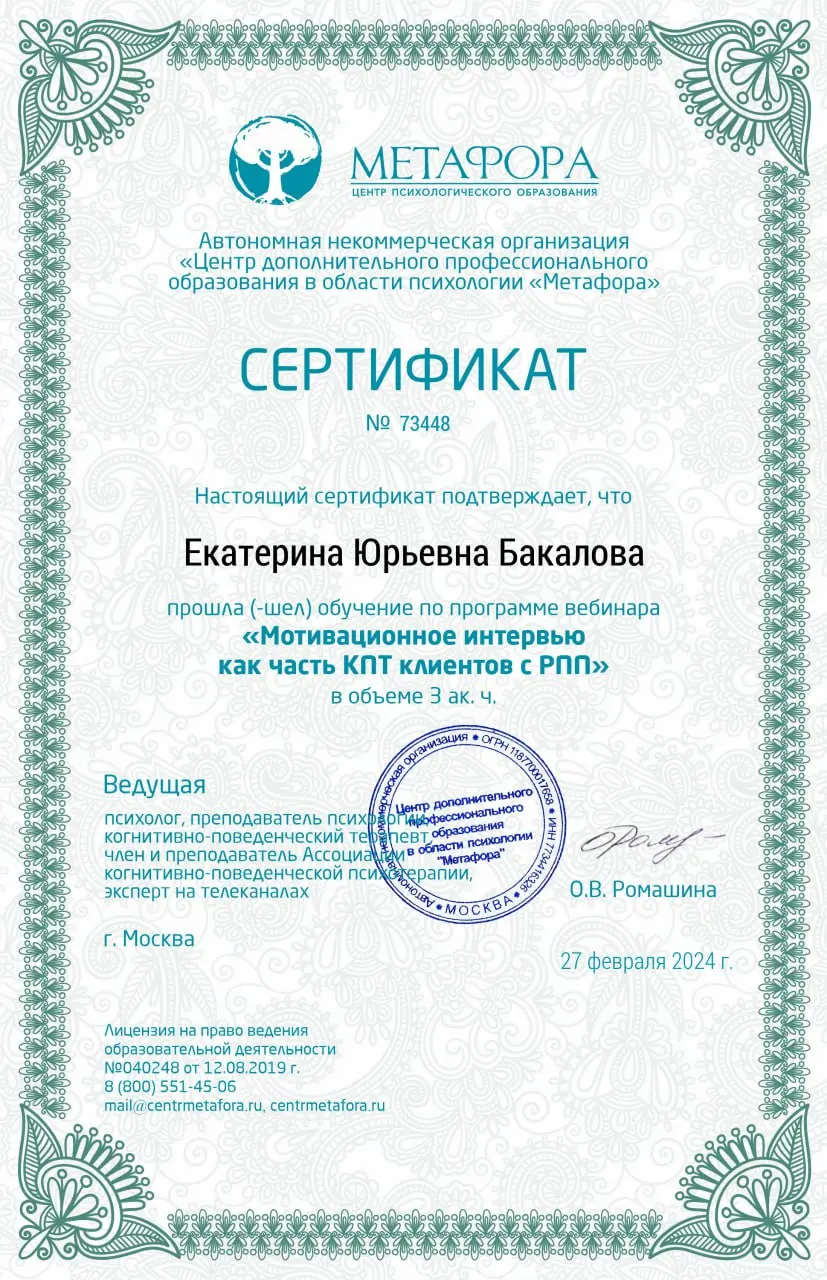 МЕТАФОРА
ЦЕНТР ПСИХОЛОГИЧЕСКОГО ОБРАЗОВАНИЯ
Автономная некоммерческая организация
«Центр дополнительного профессионального
образования в области психологии «Метафора»
СЕРТИФИКАТ
№ 73448
Настоящий сертификат подтверждает, что
Екатерина Юрьевна Бакалова
прошла (-шел) обучение по программе вебинара
«Мотивационное интервью
как часть КПТ клиентов с РПП»
в объеме 3 ак. ч.
Ведущая
психолог, преподаватель психологии,
когнитивно-поведенческий терапевт,
член и преподаватель Ассоциации
когнитивно-поведенческой психотерапии,
эксперт на телеканалах
Автономная некоммерческая организация * ОГРН 1187700017658 * ИНН 7734416326
* МОСКВА *
Центр дополнительного
профессионального
образования
в области психологии
"Метафора"
О.В. Ромашина
г. Москва
27 февраля 2024 г.
Лицензия на право ведения
образовательной деятельности
№040248 от 12.08.2019 г.
8 (800) 551-45-06
mail@centrmetafora.ru, centrmetafora.ru